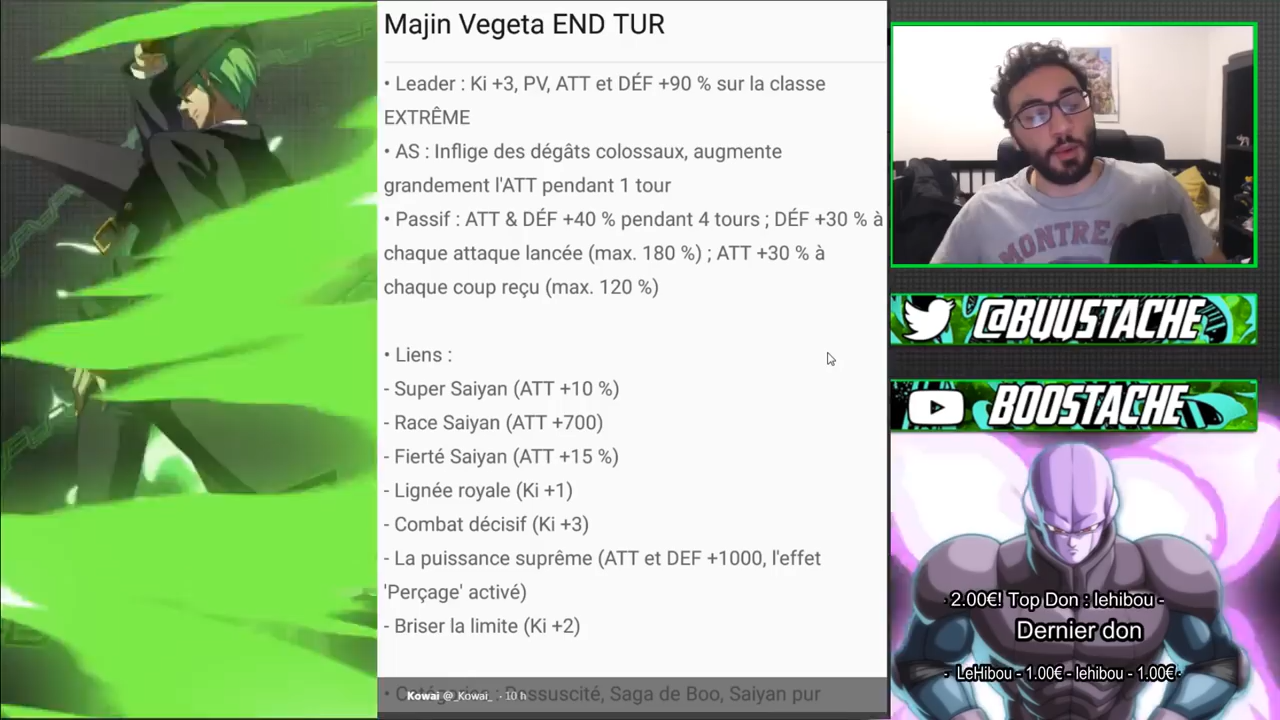 Majin Vegeta END TUR
• Leader : Ki +3, PV, ATT et DÉF +90 % sur la classe
EXTRÊME
• AS : Inflige des dégâts colossaux, augmente
grandement l'ATT pendant 1 tour
• Passif : ATT & DÉF +40 % pendant 4 tours ; DÉF +30 % à
chaque attaque lancée (max. 180 %) ; ATT +30 % à
chaque coup reçu (max. 120 %)
• Liens :
- Super Saiyan (ATT +10 %)
- Race Saiyan (ATT +700)
- Fierté Saiyan (ATT +15 %)
- Lignée royale (Ki +1)
- Combat décisif (Ki +3)
- La puissance suprême (ATT et DEF +1000, l'effet
'Perçage' activé)
- Briser la limite (Ki +2)
Saga de Boo, Saiyan pur
Kowai @_Kowai_ · 10 h
MONTREA
@BUUSTACHE
BOOSTACHE
2.00€! Top Don : lehibou -
Dernier don
- LeHibou - 1.00€ - lehibou - 1.00€ -